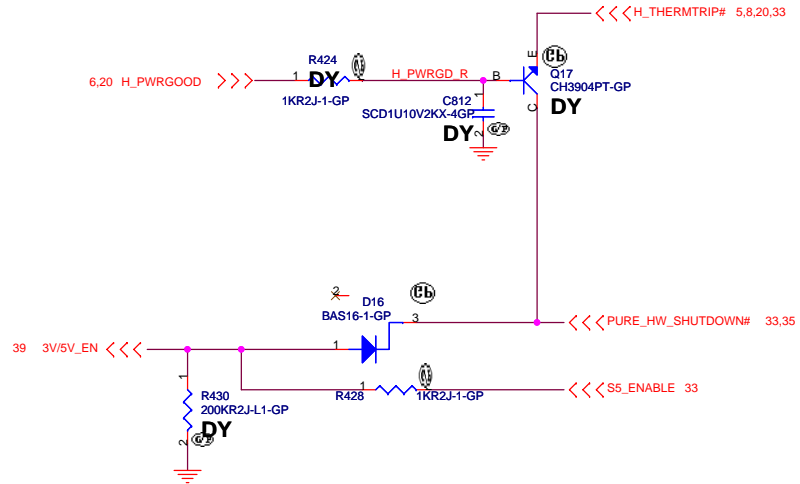 H_THERMTRIP# 5,8,20,33
E
Q17
CH3904PT-GP
DY
B
C
R424
1
DY
1KR2J-1-GP
6,20 H_PWRGOOD
H_PWRGD_R
1
C812
SCD1U10V2KX-4GP
DY
2
2
D16
BAS16-1-GP
3
1
PURE_HW_SHUTDOWN# 33,35
39 3V/5V_EN
1
R428
1KR2J-1-GP
S5_ENABLE 33
1
R430
200KR2J-L1-GP
DY
2